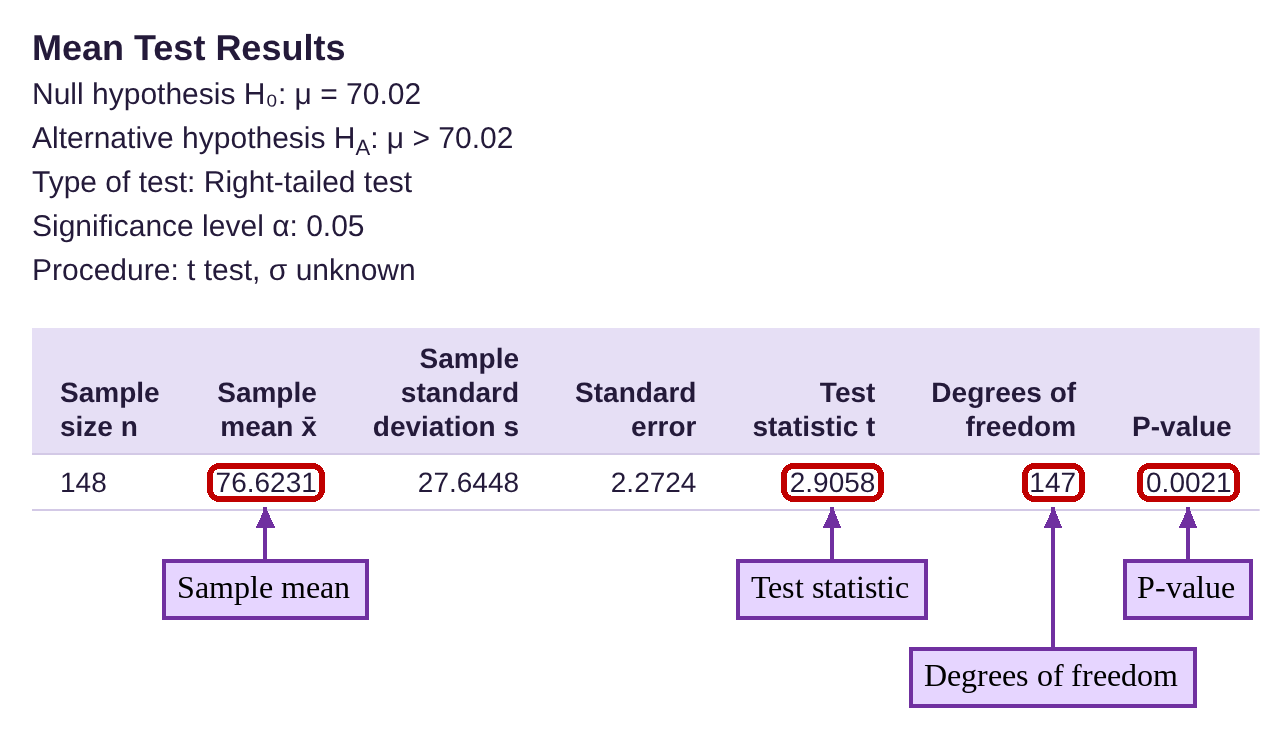 Mean Test Results
Null hypothesis H₀: μ = 70.02
Alternative hypothesis H_A: μ > 70.02
Type of test: Right-tailed test
Significance level α: 0.05
Procedure: t test, σ unknown
Sample size n
Sample mean x̄
Sample standard deviation s
Standard error
Test statistic t
Degrees of freedom
P-value
148 76.6231 27.6448 2.2724 2.9058 147 0.0021
Sample mean
Test statistic
P-value
Degrees of freedom